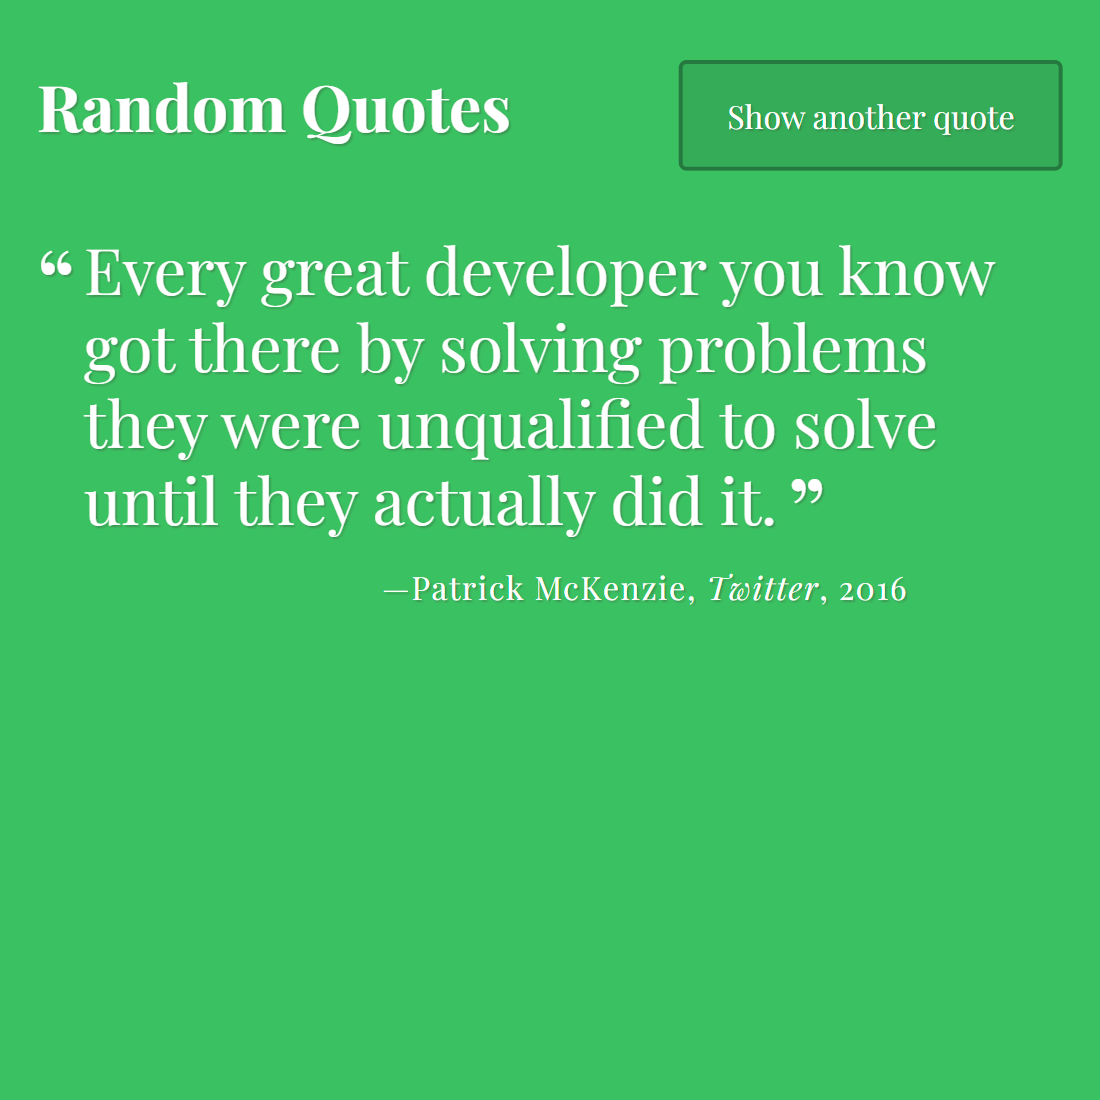 Random Quotes
Show another quote
“Every great developer you know
got there by solving problems
they were unqualified to solve
until they actually did it.”
—Patrick McKenzie, Twitter, 2016